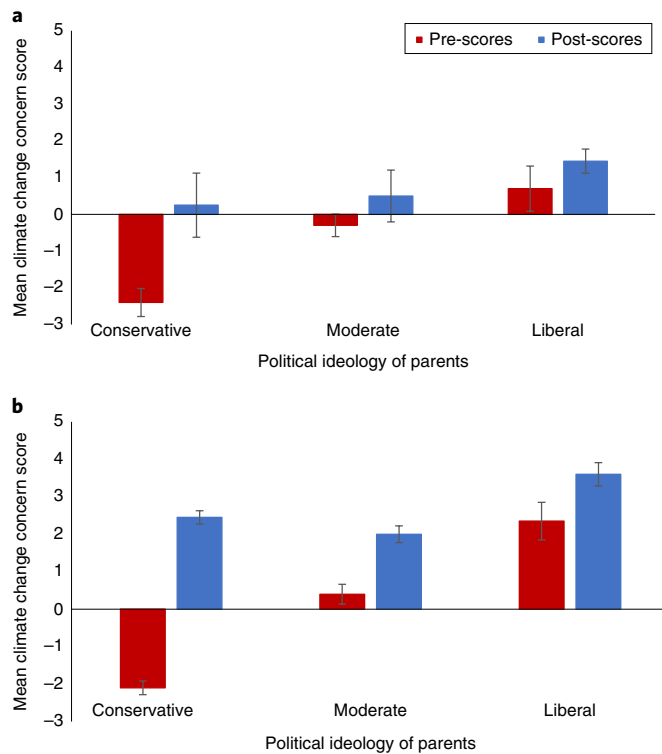 a
Pre-scores
Post-scores
Mean climate change concern score
5
4
3
2
1
0
–1
–2
–3
Conservative
Moderate
Liberal
Political ideology of parents
b
Mean climate change concern score
5
4
3
2
1
0
–1
–2
–3
Conservative
Moderate
Liberal
Political ideology of parents